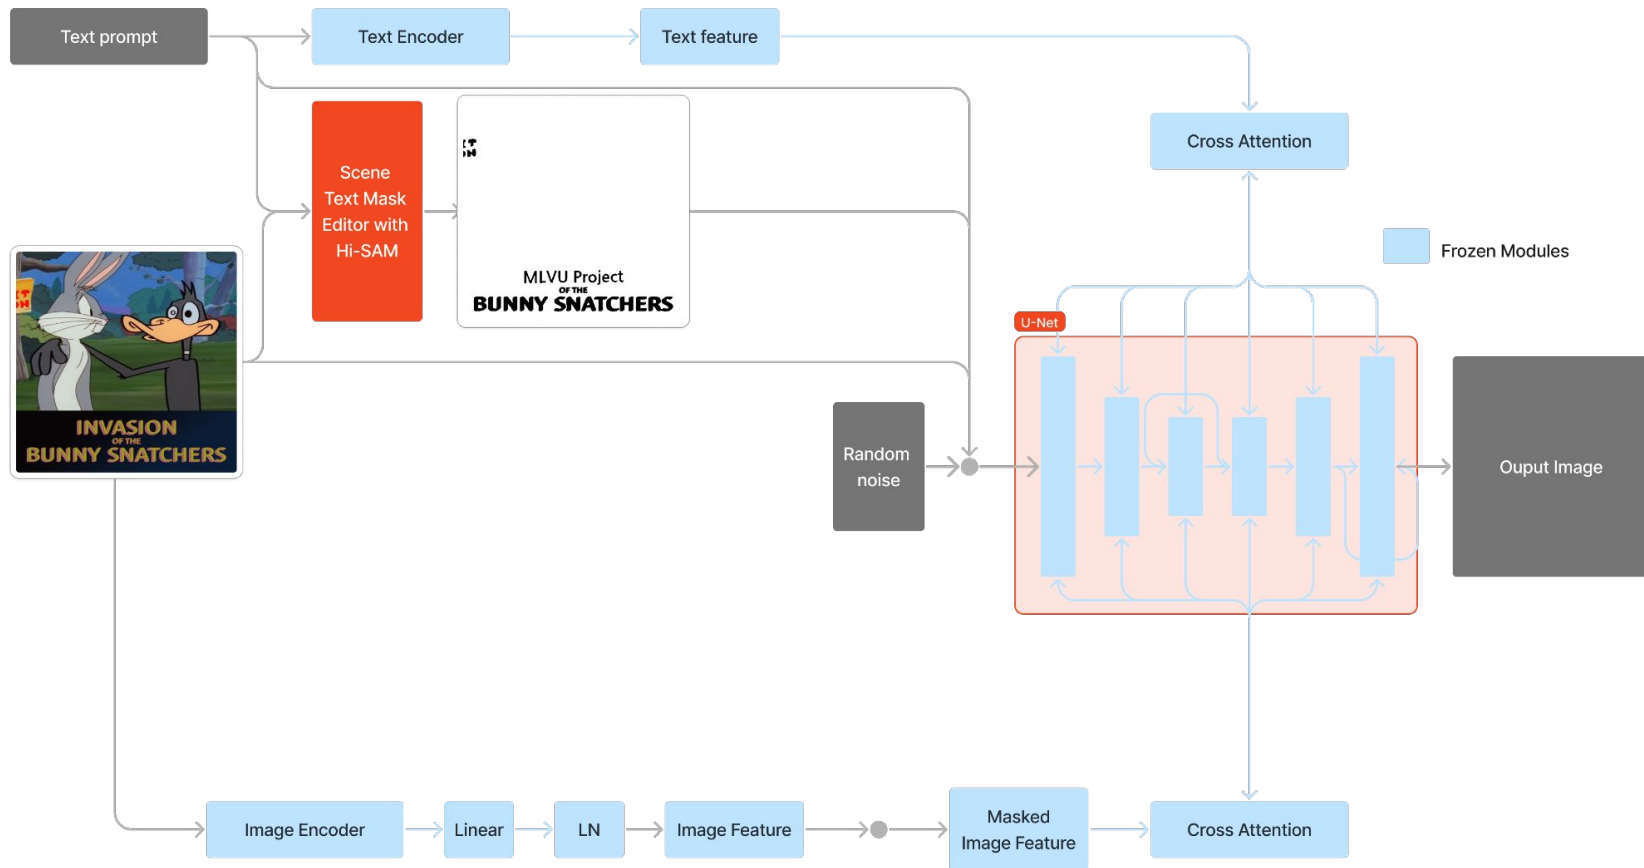 Text prompt
Text Encoder
Text feature
Cross Attention
Scene
Text Mask
Editor with
Hi-SAM
MLVU Project
OF THE
BUNNY SNATCHERS
Frozen Modules
INVASION
OF THE
BUNNY SNATCHERS
U-Net
Random
noise
Ouput Image
Image Encoder
Linear
LN
Image Feature
Masked
Image Feature
Cross Attention